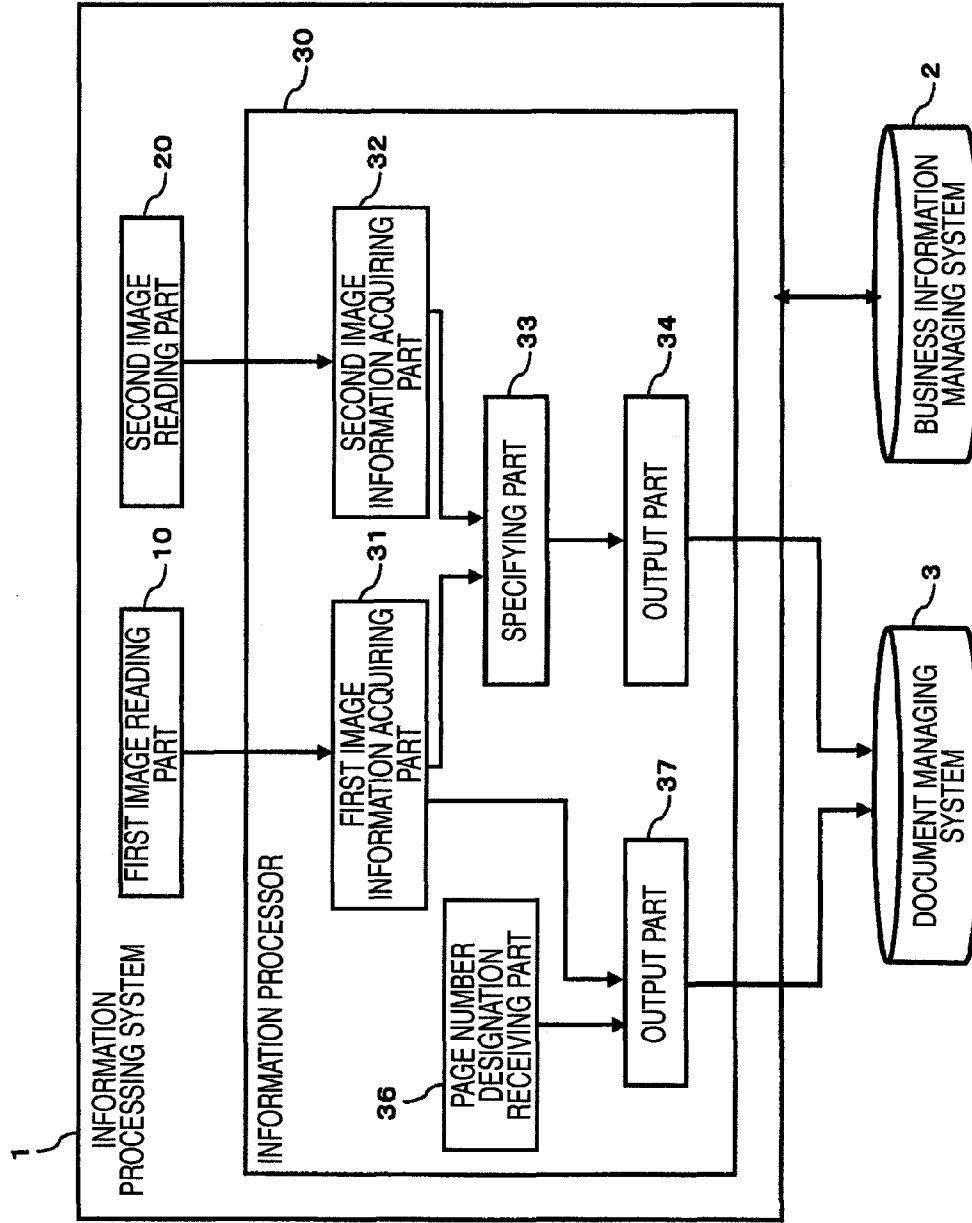 1
INFORMATION
PROCESSING SYSTEM
10
FIRST IMAGE READING
PART
20
SECOND IMAGE
READING PART
30
INFORMATION PROCESSOR
31
FIRST IMAGE
INFORMATION ACQUIRING
PART
32
SECOND IMAGE
INFORMATION ACQUIRING
PART
33
SPECIFYING PART
36
PAGE NUMBER
DESIGNATION
RECEIVING PART
37
OUTPUT PART
34
OUTPUT PART
3
DOCUMENT MANAGING
SYSTEM
2
BUSINESS INFORMATION
MANAGING SYSTEM